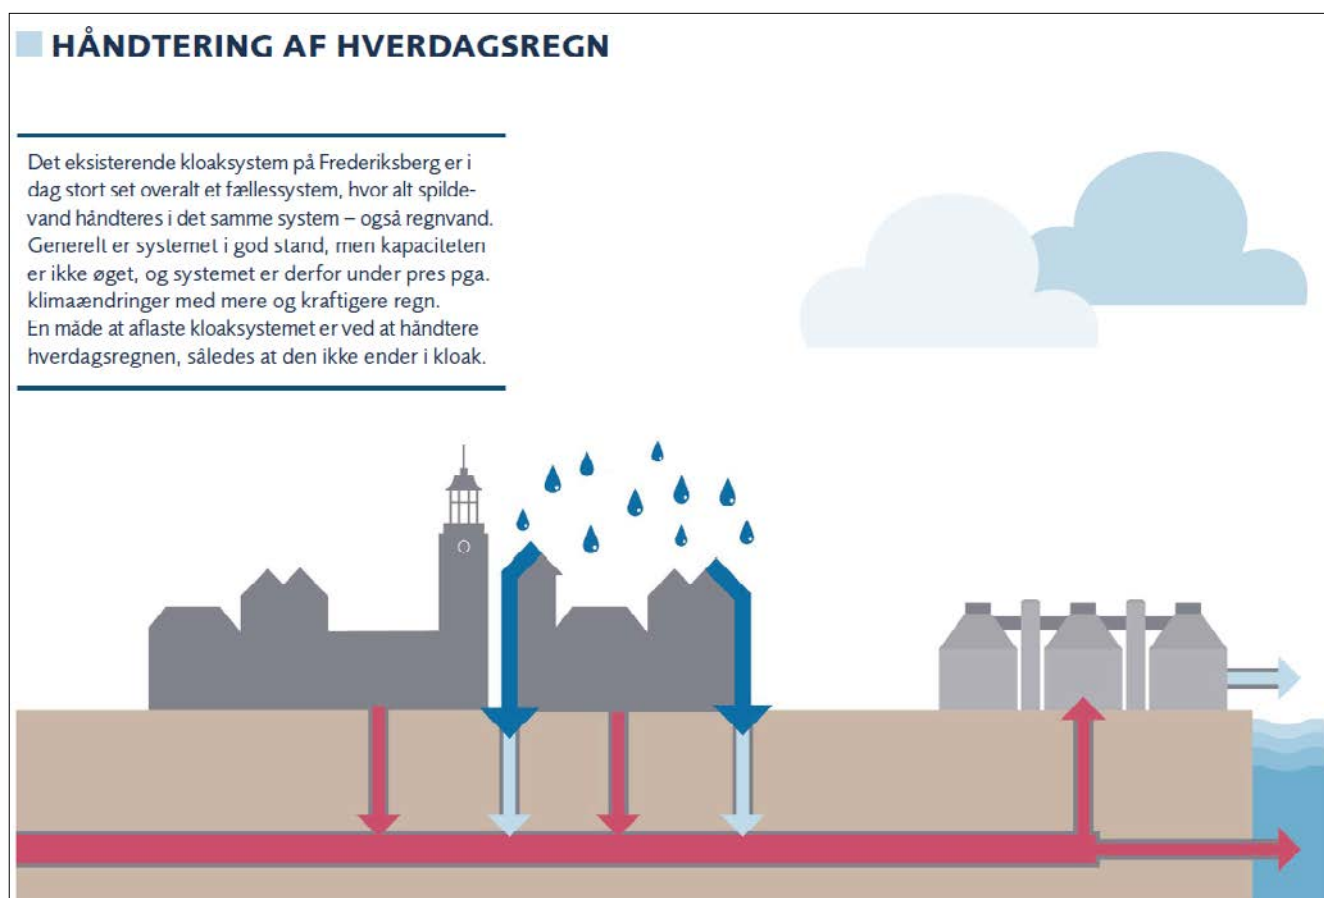 HÅNDTERING AF HVERDAGSREGN
Det eksisterende kloaksystem på Frederiksberg er i
dag stort set overalt et fællessystem, hvor alt spilde-
vand håndteres i det samme system – også regnvand.
Generelt er systemet i god stand, men kapaciteten
er ikke øget, og systemet er derfor under pres pga.
klimaændringer med mere og kraftigere regn.
En måde at aflaste kloaksystemet er ved at håndtere
hverdagsregnen, således at den ikke ender i kloak.